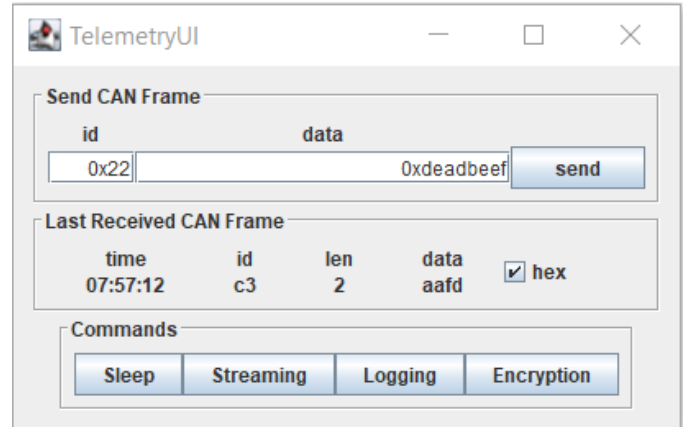 TelemetryUI
Send CAN Frame
id data
0x22 0xdeadbeef send
Last Received CAN Frame
time id len data
07:57:12 c3 2 aafd hex
Commands
Sleep Streaming Logging Encryption